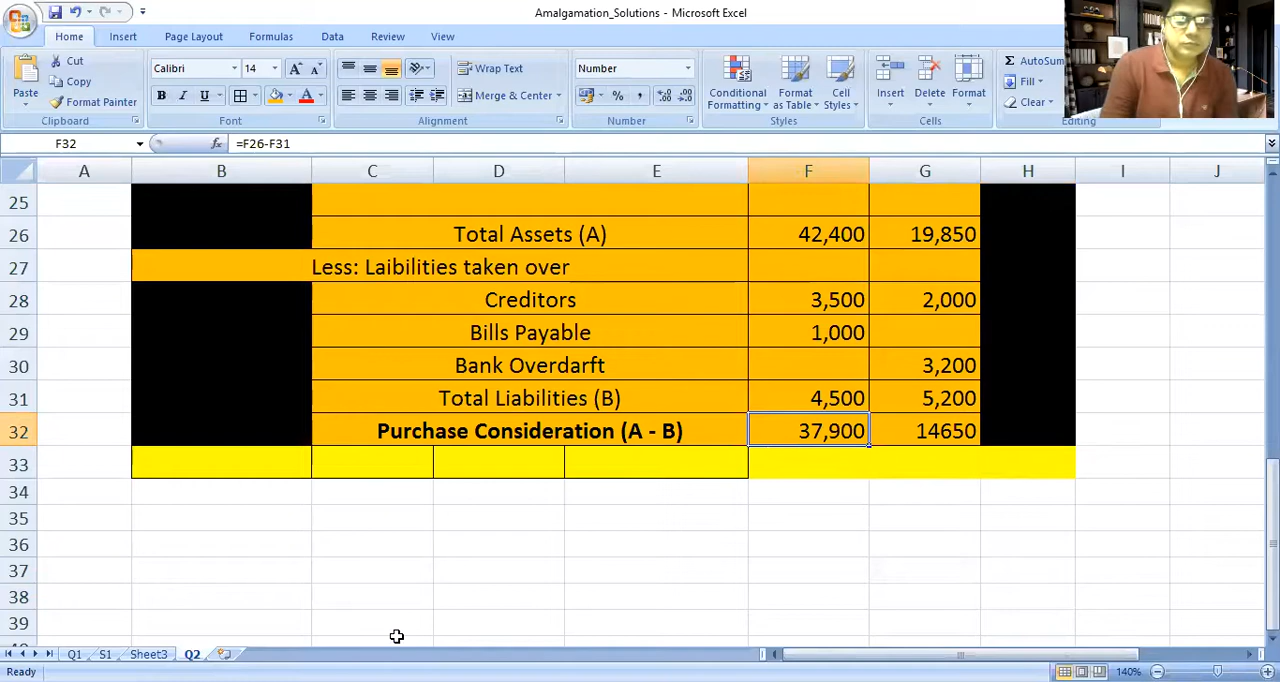 Amalgamation_Solutions - Microsoft Excel
Home Insert Page Layout Formulas Data Review View
Paste
Cut
Copy
Format Painter
Clipboard
Calibri 14
B I U
Font
Wrap Text
Merge & Center
Alignment
Number
Number
Conditional Formatting
Format as Table
Cell Styles
Styles
Insert
Delete
Format
Cells
Σ AutoSum
Fill
Clear
Editing
F32 fx =F26-F31
A B C D E F G H I J
25
26 Total Assets (A) 42,400 19,850
27 Less: Laibilities taken over
28 Creditors 3,500 2,000
29 Bills Payable 1,000
30 Bank Overdarft 3,200
31 Total Liabilities (B) 4,500 5,200
32 Purchase Consideration (A - B) 37,900 14650
33
34
35
36
37
38
39
Q1 S1 Sheet3 Q2
Ready 140%